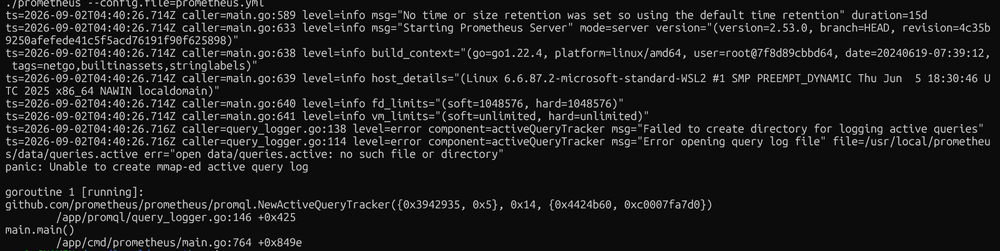 ./prometheus --config.file=prometheus.yml
ts=2026-09-02T04:40:26.714Z caller=main.go:589 level=info msg="No time or size retention was set so using the default time retention" duration=15d
ts=2026-09-02T04:40:26.714Z caller=main.go:633 level=info msg="Starting Prometheus Server" mode=server version="(version=2.53.0, branch=HEAD, revision=4c35b
9250afefede41c5f5acd76191f90f625898)"
ts=2026-09-02T04:40:26.714Z caller=main.go:638 level=info build_context="(go=go1.22.4, platform=linux/amd64, user=root@7f8d89cbbd64, date=20240619-07:39:12,
 tags=netgo,builtinassets,stringlabels)"
ts=2026-09-02T04:40:26.714Z caller=main.go:639 level=info host_details="(Linux 6.6.87.2-microsoft-standard-WSL2 #1 SMP PREEMPT_DYNAMIC Thu Jun  5 18:30:46 U
TC 2025 x86_64 NAWIN localdomain)"
ts=2026-09-02T04:40:26.714Z caller=main.go:640 level=info fd_limits="(soft=1048576, hard=1048576)"
ts=2026-09-02T04:40:26.714Z caller=main.go:641 level=info vm_limits="(soft=unlimited, hard=unlimited)"
ts=2026-09-02T04:40:26.716Z caller=query_logger.go:138 level=error component=activeQueryTracker msg="Failed to create directory for logging active queries"
ts=2026-09-02T04:40:26.716Z caller=query_logger.go:114 level=error component=activeQueryTracker msg="Error opening query log file" file=/usr/local/prometheu
s/data/queries.active err="open data/queries.active: no such file or directory"
panic: Unable to create mmap-ed active query log

goroutine 1 [running]:
github.com/prometheus/prometheus/promql.NewActiveQueryTracker({0x3942935, 0x5}, 0x14, {0x4424b60, 0xc0007fa7d0})
        /app/promql/query_logger.go:146 +0x425
main.main()
        /app/cmd/prometheus/main.go:764 +0x849e